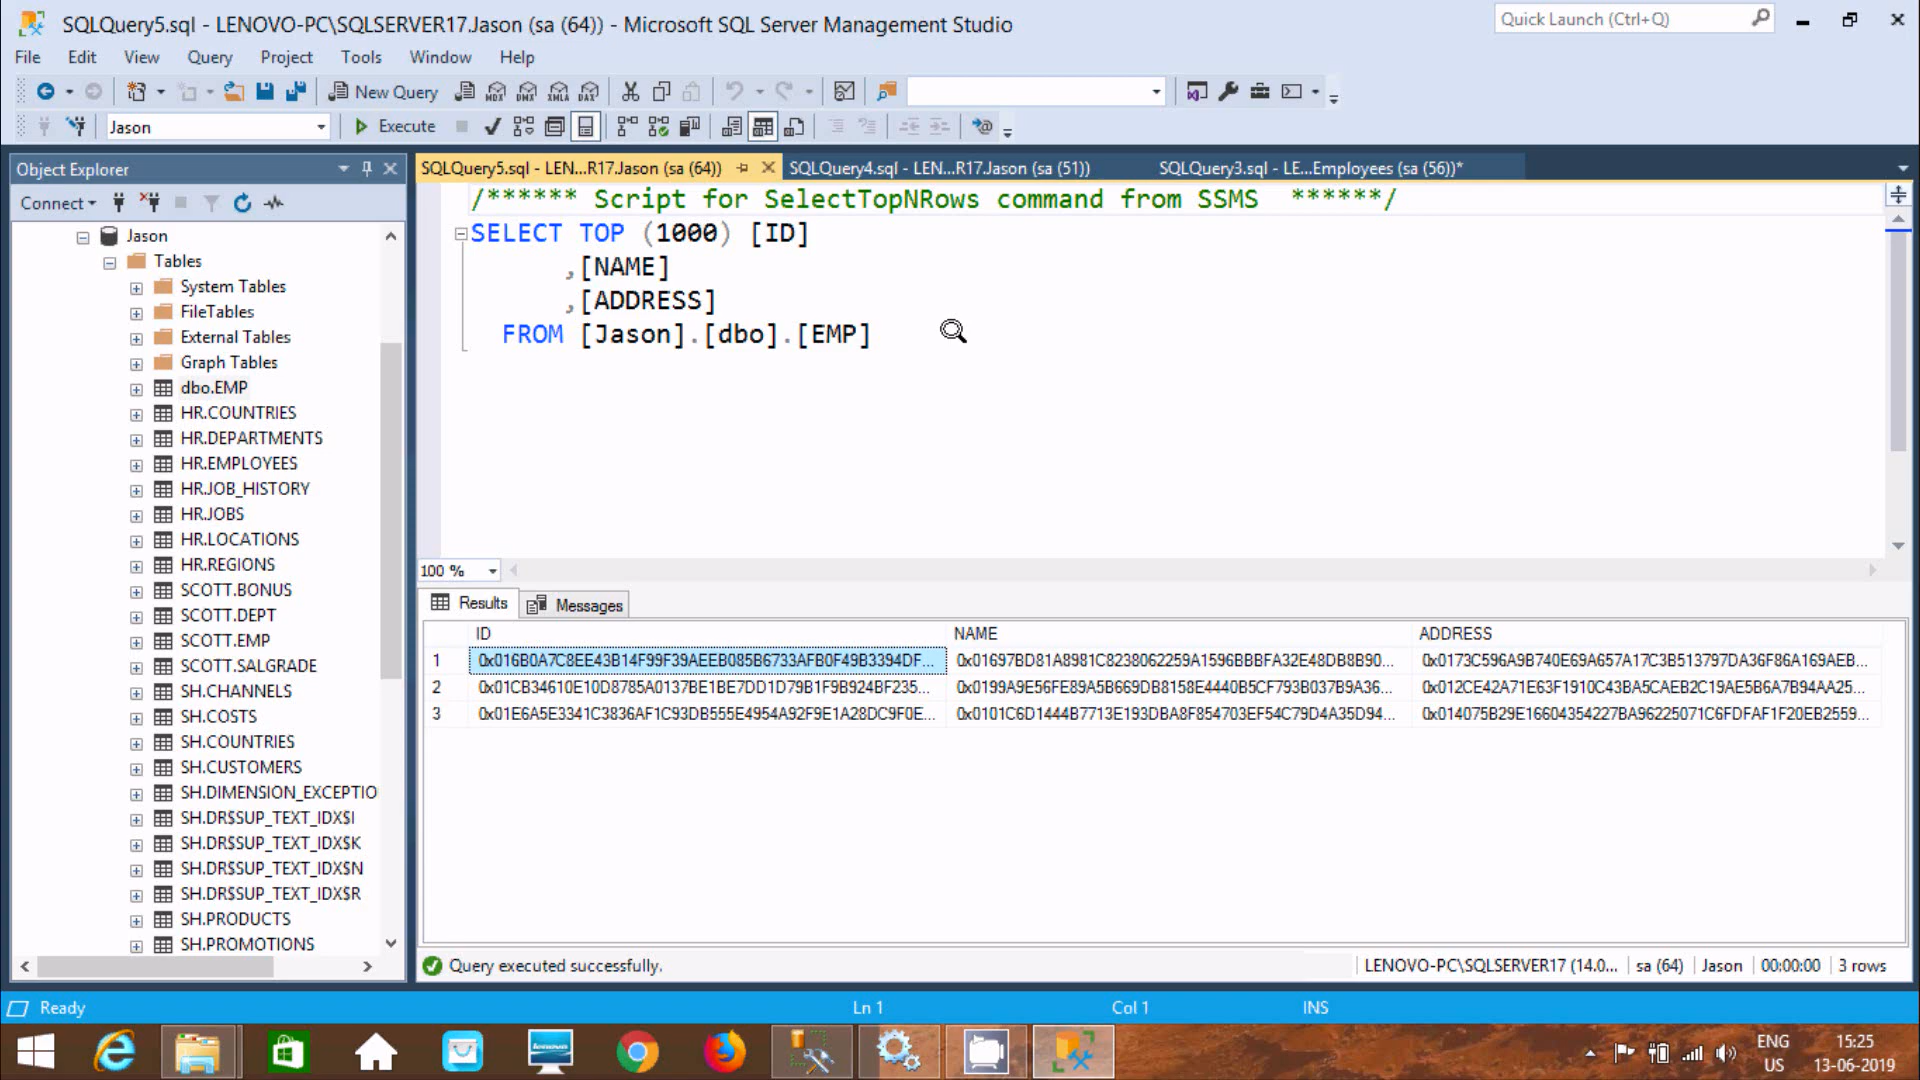 SQLQuery5.sql - LENOVO-PC\SQLSERVER17.Jason (sa (64)) - Microsoft SQL Server Management Studio
Quick Launch (Ctrl+Q)
File Edit View Query Project Tools Window Help
New Query MDX DMX XMLA DAX
Jason Execute
Object Explorer
SQLQuery5.sql - LEN...R17.Jason (sa (64)) SQLQuery4.sql - LEN...R17.Jason (sa (51)) SQLQuery3.sql - LE...Employees (sa (56))*
Connect
/****** Script for SelectTopNRows command from SSMS ******/
SELECT TOP (1000) [ID]
,[NAME]
,[ADDRESS]
FROM [Jason].[dbo].[EMP]
Jason
Tables
System Tables
FileTables
External Tables
Graph Tables
dbo.EMP
HR.COUNTRIES
HR.DEPARTMENTS
HR.EMPLOYEES
HR.JOB_HISTORY
HR.JOBS
HR.LOCATIONS
HR.REGIONS
SCOTT.BONUS
SCOTT.DEPT
SCOTT.EMP
SCOTT.SALGRADE
SH.CHANNELS
SH.COSTS
SH.COUNTRIES
SH.CUSTOMERS
SH.DIMENSION_EXCEPTIO
SH.DR$SUP_TEXT_IDX$I
SH.DR$SUP_TEXT_IDX$K
SH.DR$SUP_TEXT_IDX$N
SH.DR$SUP_TEXT_IDX$R
SH.PRODUCTS
SH.PROMOTIONS
100 %
Results Messages
ID NAME ADDRESS
1 0x016B0A7C8EE43B14F99F39AEEB085B6733AFB0F49B3394DF... 0x01697BD81A8981C8238062259A1596BBBFA32E48DB8B90... 0x0173C596A9B740E69A657A17C3B513797DA36F86A169AEB...
2 0x01CB34610E10D8785A0137BE1BE7DD1D79B1F9B924BF235... 0x0199A9E56FE89A5B669DB8158E4440B5CF793B037B9A36... 0x012CE42A71E63F1910C43BA5CAEB2C19AE5B6A7B94AA25...
3 0x01E6A5E3341C3836AF1C93DB555E4954A92F9E1A28DC9F0E... 0x0101C6D1444B7713E193DBA8F854703EF54C79D4A35D94... 0x014075B29E16604354227BA96225071C6FDFAF1F20EB2559...
Query executed successfully. LENOVO-PC\SQLSERVER17 (14.0... sa (64) Jason 00:00:00 3 rows
Ready Ln 1 Col 1 INS
ENG 15:25
US 13-06-2019